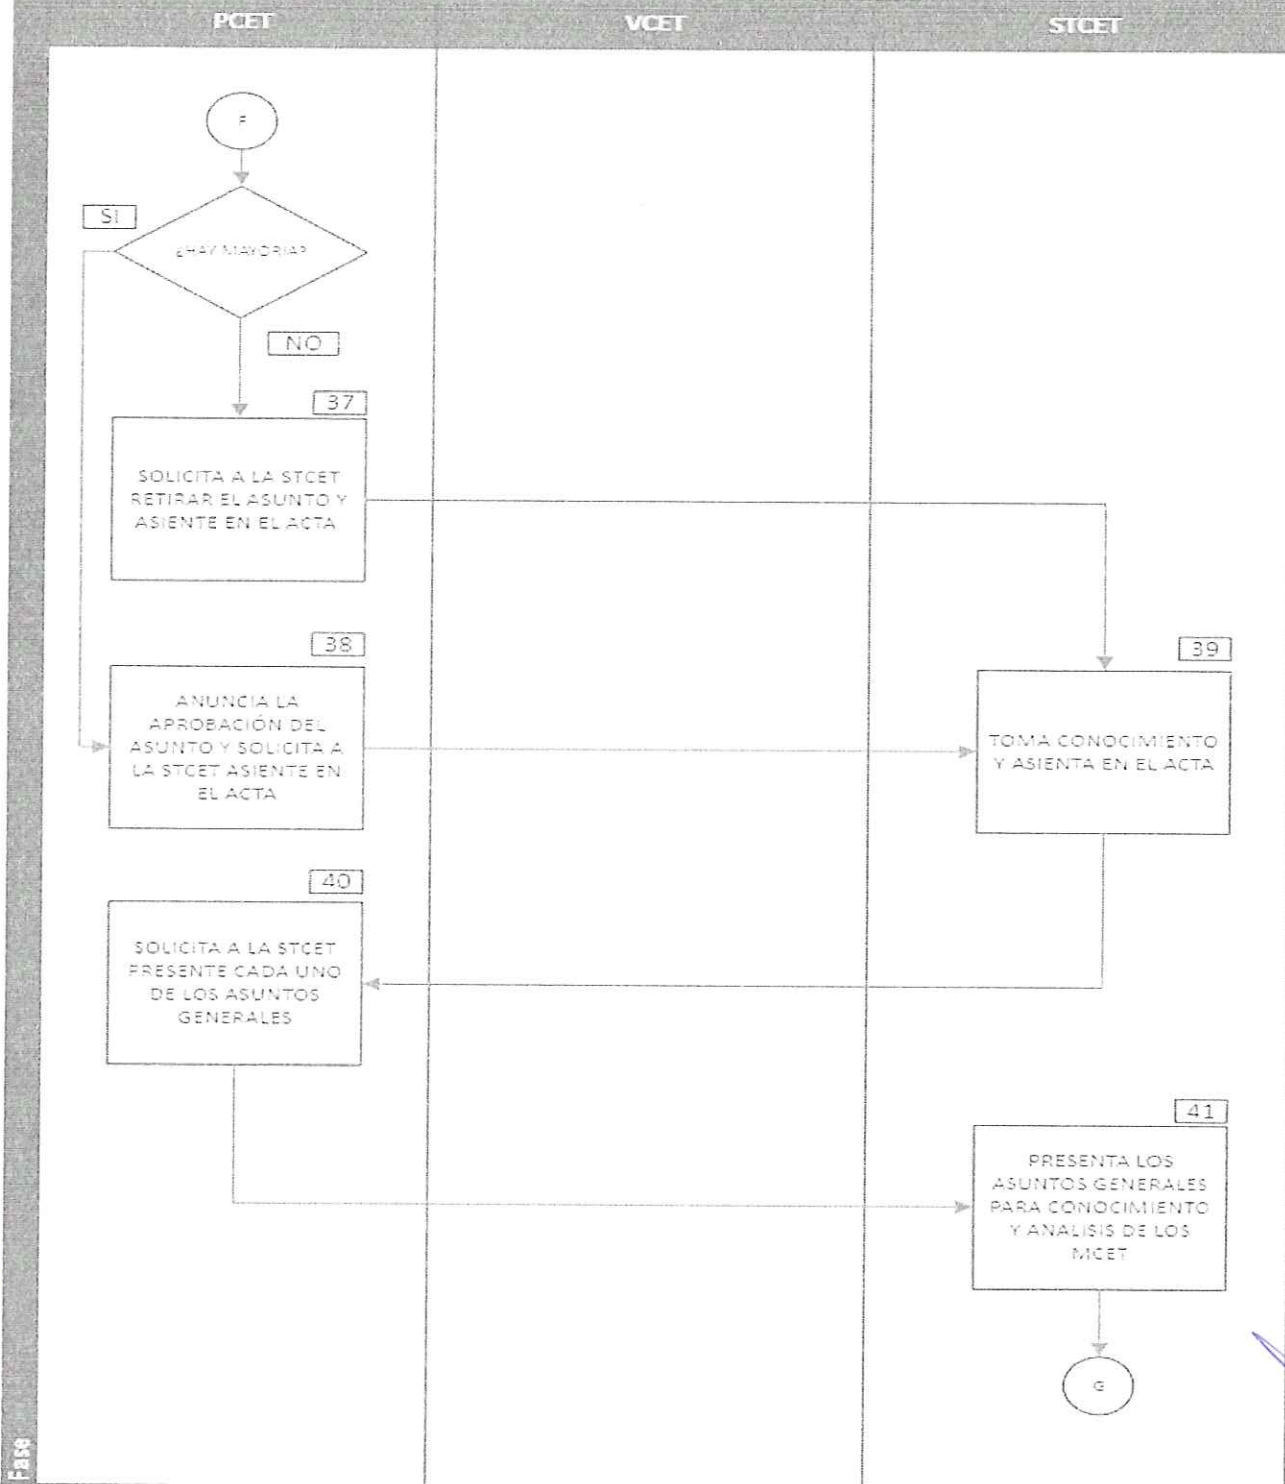 PCET
VCET
STCET
F
SI
¿HAY MAYORIA?
NO
37
SOLICITA A LA STCET
RETIRAR EL ASUNTO Y
ASIENTE EN EL ACTA
38
ANUNCIA LA
APROBACIÓN DEL
ASUNTO Y SOLICITA A
LA STCET ASIENTE EN
EL ACTA
39
TOMA CONOCIMIENTO
Y ASIENTA EN EL ACTA
40
SOLICITA A LA STCET
PRESENTE CADA UNO
DE LOS ASUNTOS
GENERALES
41
PRESENTA LOS
ASUNTOS GENERALES
PARA CONOCIMIENTO
Y ANALISIS DE LOS
MCET
G
Fase